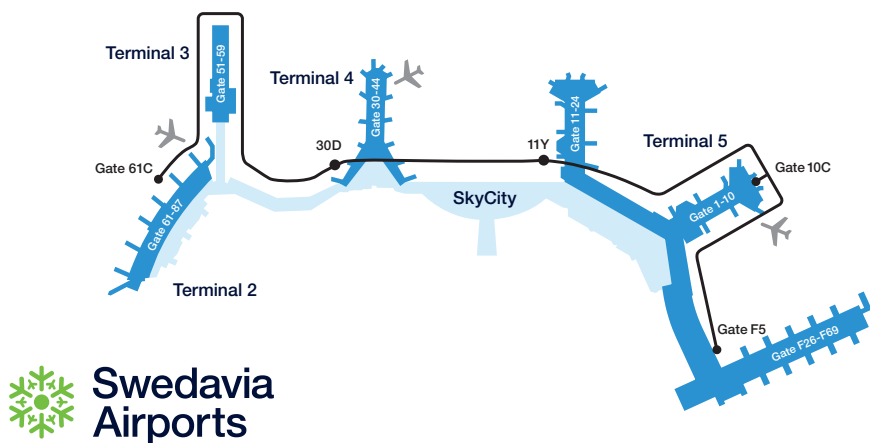 Terminal 3
Gate 51-59
Terminal 4
Gate 30-44
Gate 11-24
30D
11Y
Terminal 5
Gate 61C
Gate 10C
SkyCity
Gate 1-10
Gate 61-87
Terminal 2
Gate F5
Gate F26-F69
Swedavia
Airports